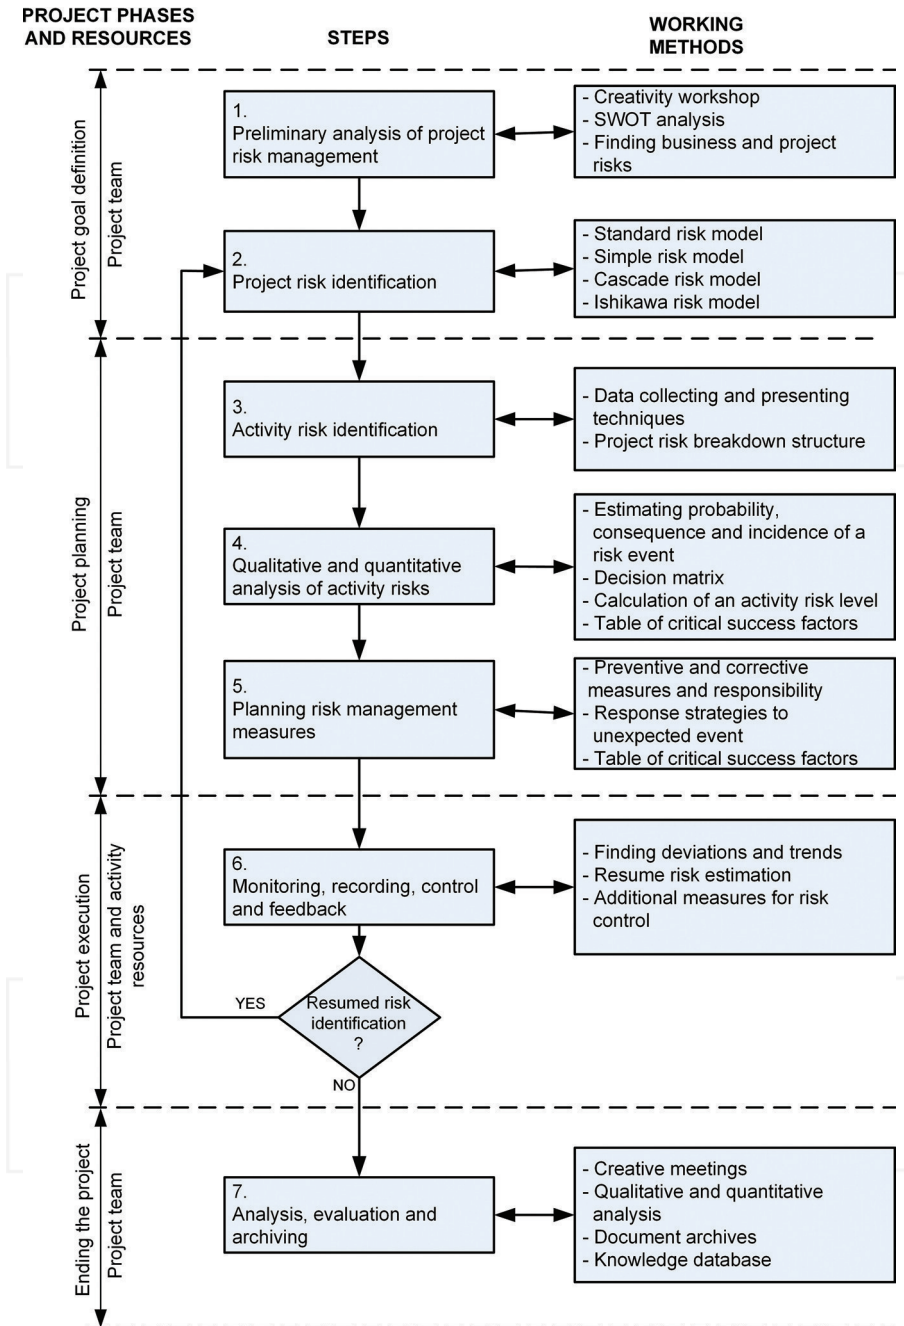 PROJECT PHASES
AND RESOURCES
STEPS
WORKING
METHODS
Project goal definition
Project team
1.
Preliminary analysis of project
risk management
- Creativity workshop
- SWOT analysis
- Finding business and project
risks
2.
Project risk identification
- Standard risk model
- Simple risk model
- Cascade risk model
- Ishikawa risk model
Project planning
Project team
3.
Activity risk identification
- Data collecting and presenting
techniques
- Project risk breakdown structure
4.
Qualitative and quantitative
analysis of activity risks
- Estimating probability,
consequence and incidence of a
risk event
- Decision matrix
- Calculation of an activity risk level
- Table of critical success factors
5.
Planning risk management
measures
- Preventive and corrective
measures and responsibility
- Response strategies to
unexpected event
- Table of critical success factors
Project execution
Project team and activity
resources
6.
Monitoring, recording, control
and feedback
- Finding deviations and trends
- Resume risk estimation
- Additional measures for risk
control
YES
Resumed risk
identification
?
NO
Ending the project
Project team
7.
Analysis, evaluation and
archiving
- Creative meetings
- Qualitative and quantitative
analysis
- Document archives
- Knowledge database